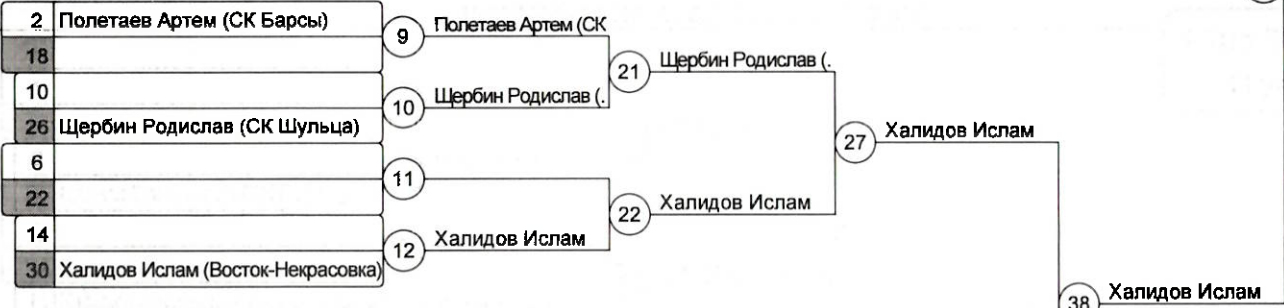 2 Полетаев Артем (СК Барсы)
18
10
26 Щербин Родислав (СК Шульца)
6
22
14
30 Халидов Ислам (Восток-Некрасовка)
9 Полетаев Артем (СК
10 Щербин Родислав (.
11
12 Халидов Ислам
21 Щербин Родислав (.
22 Халидов Ислам
27 Халидов Ислам
38 Халидов Ислам